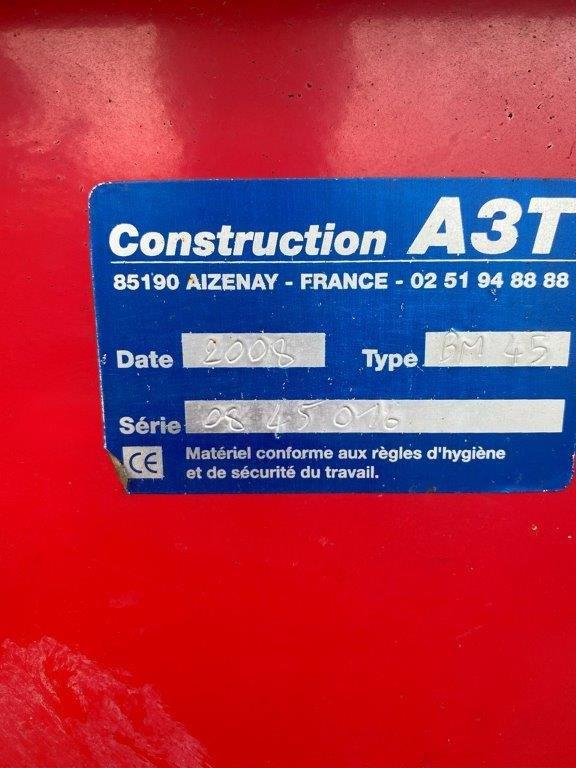 Construction A3T
85190 AIZENAY - FRANCE - 02 51 94 88 88
Date 2008 Type BM 45
Série 08 45 016
CE Matériel conforme aux règles d'hygiène
et de sécurité du travail.